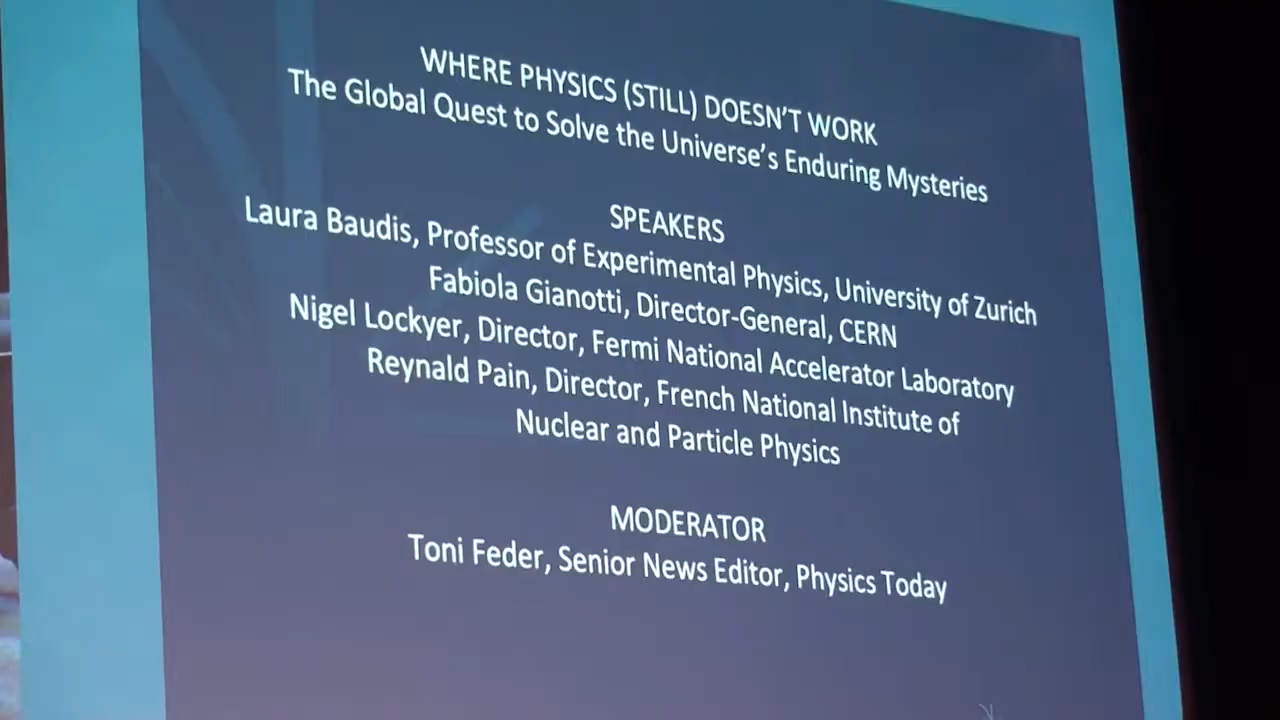 WHERE PHYSICS (STILL) DOESN'T WORK
The Global Quest to Solve the Universe's Enduring Mysteries
SPEAKERS
Laura Baudis, Professor of Experimental Physics, University of Zurich
Fabiola Gianotti, Director-General, CERN
Nigel Lockyer, Director, Fermi National Accelerator Laboratory
Reynald Pain, Director, French National Institute of
Nuclear and Particle Physics
MODERATOR
Toni Feder, Senior News Editor, Physics Today